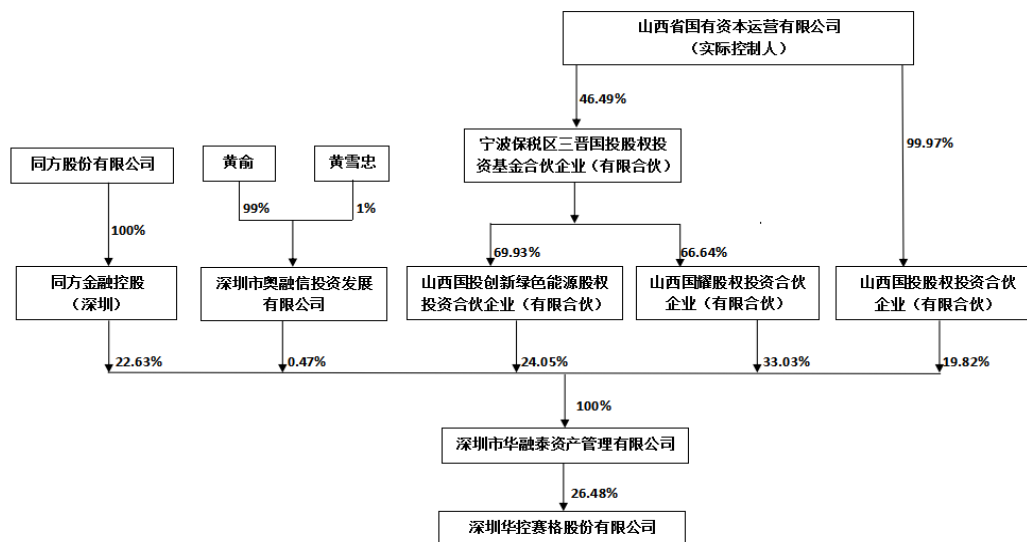 山西省国有资本运营有限公司
（实际控制人）
46.49%
99.97%
同方股份有限公司
黄俞
黄雪忠
宁波保税区三晋国投股权投
资基金合伙企业（有限合伙）
99%
1%
100%
69.93%
66.64%
同方金融控股
（深圳）
深圳市奥融信投资发展
有限公司
山西国投创新绿色能源股权
投资合伙企业（有限合伙）
山西国耀股权投资合伙
企业（有限合伙）
山西国投股权投资合伙
企业（有限合伙）
22.63%
0.47%
24.05%
33.03%
19.82%
100%
深圳市华融泰资产管理有限公司
26.48%
深圳华控赛格股份有限公司